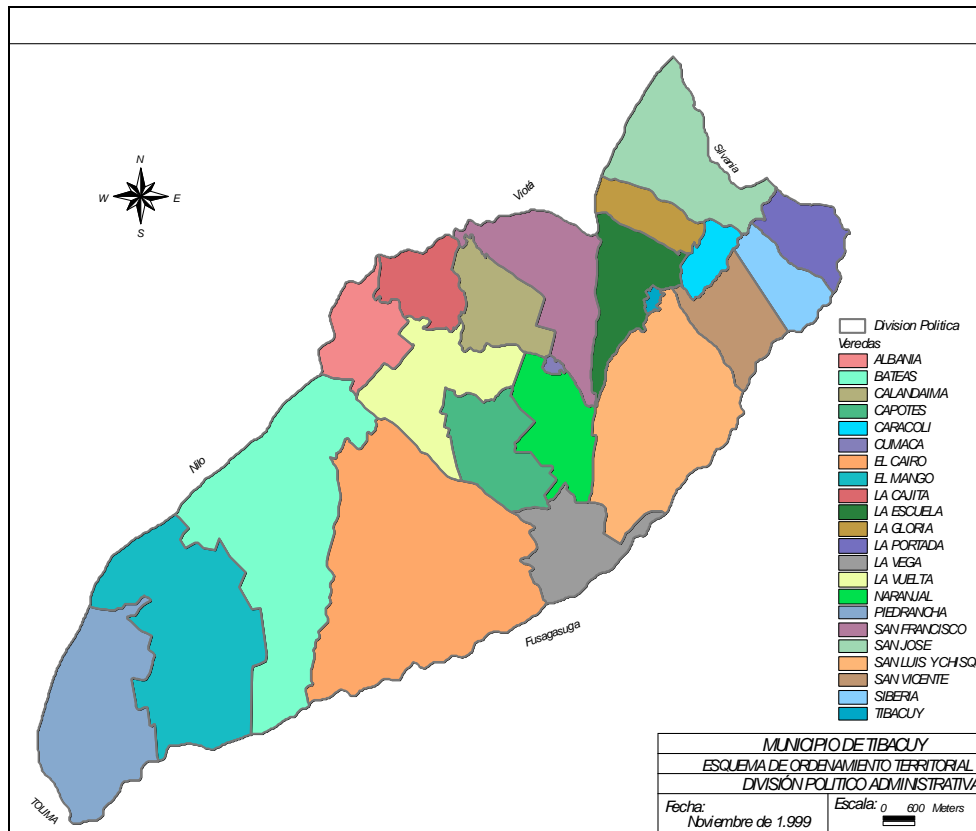 N
W E
S
Viotá
Silvania
Nilo
Fusagasuga
TOLIMA
Division Politica
Veredas
ALBANIA
BATEAS
CALANDAIMA
CAPOTES
CARACOLI
CUMACA
EL CAIRO
EL MANGO
LA CAJITA
LA ESCUELA
LA GLORIA
LA PORTADA
LA VEGA
LA VUELTA
NARANJAL
PIEDRANCHA
SAN FRANCISCO
SAN JOSE
SAN LUIS Y CHISQ
SAN VICENTE
SIBERIA
TIBACUY
MUNICIPIO DE TIBACUY
ESQUEMA DE ORDENAMIENTO TERRITORIAL
DIVISIÓN POLITICO ADMINISTRATIVA
Fecha:
Noviembre de 1.999
Escala: 0 600 Meters